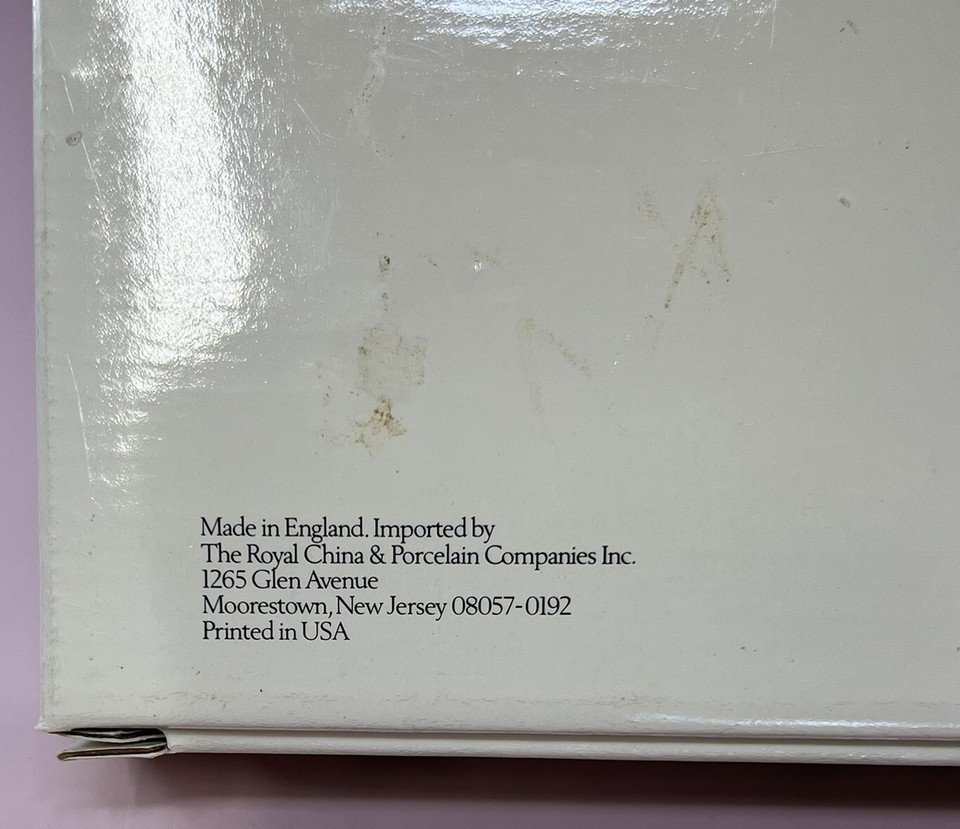 Made in England. Imported by
The Royal China & Porcelain Companies Inc.
1265 Glen Avenue
Moorestown, New Jersey 08057-0192
Printed in USA